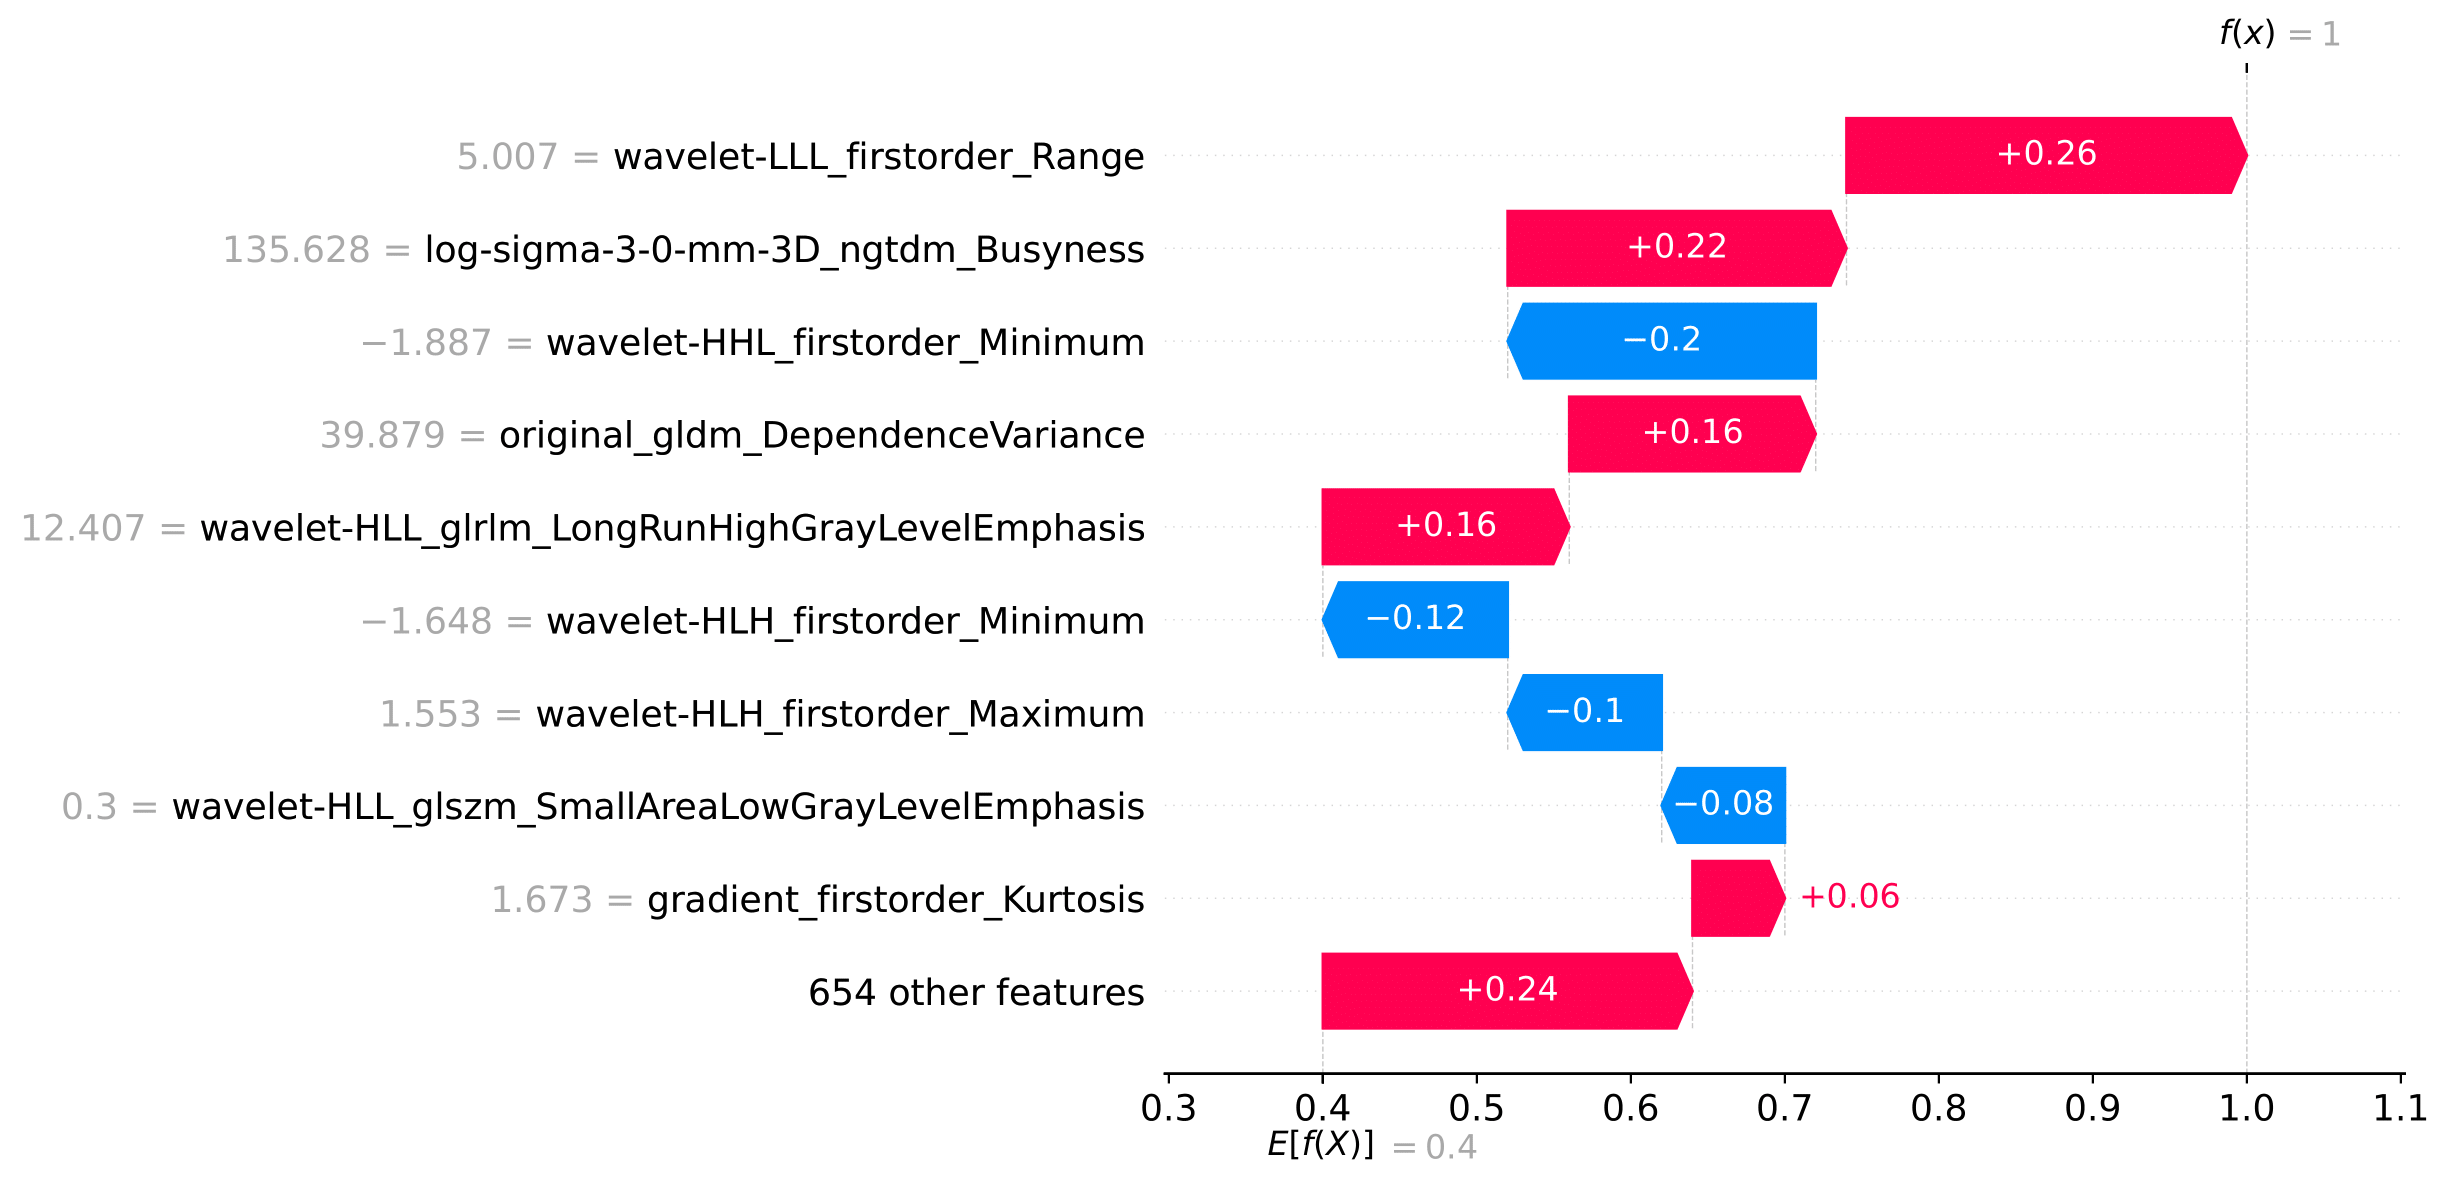 f(x) = 1
5.007 = wavelet-LLL_firstorder_Range +0.26
135.628 = log-sigma-3-0-mm-3D_ngtdm_Busyness +0.22
−1.887 = wavelet-HHL_firstorder_Minimum −0.2
39.879 = original_gldm_DependenceVariance +0.16
12.407 = wavelet-HLL_glrlm_LongRunHighGrayLevelEmphasis +0.16
−1.648 = wavelet-HLH_firstorder_Minimum −0.12
1.553 = wavelet-HLH_firstorder_Maximum −0.1
0.3 = wavelet-HLL_glszm_SmallAreaLowGrayLevelEmphasis −0.08
1.673 = gradient_firstorder_Kurtosis +0.06
654 other features +0.24
0.3 0.4 0.5 0.6 0.7 0.8 0.9 1.0 1.1
E[f(X)] = 0.4